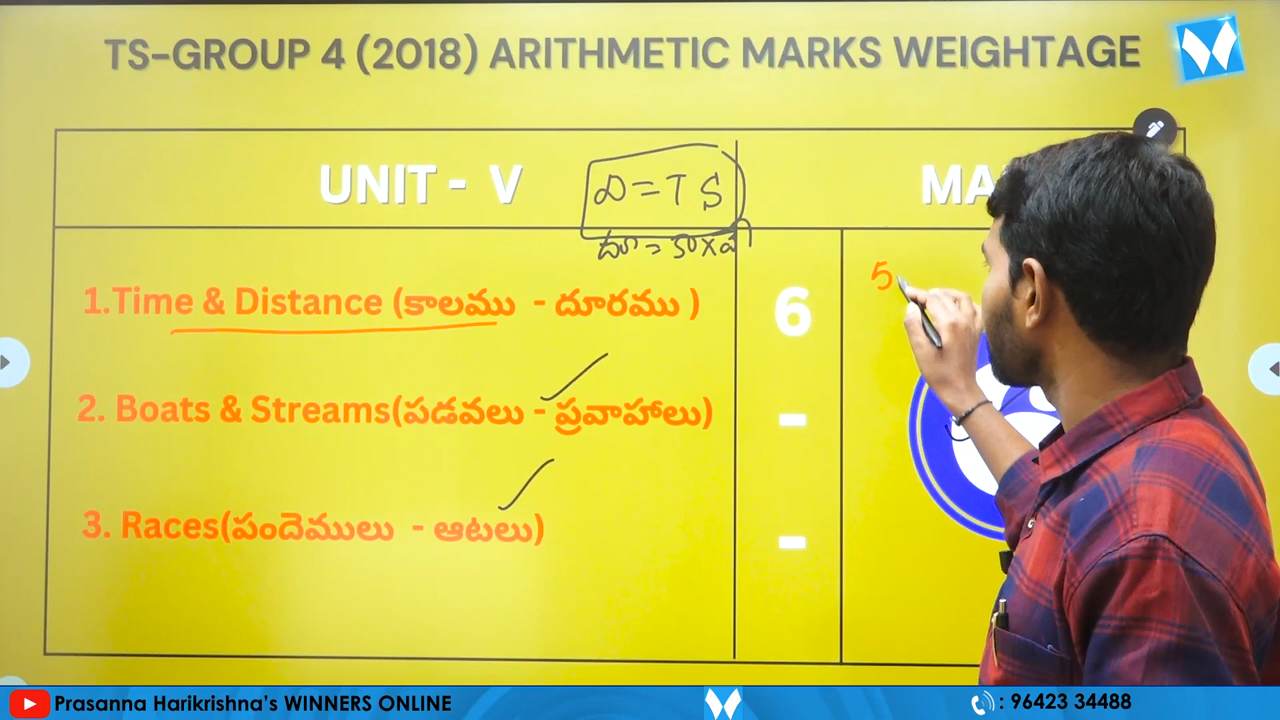 TS-GROUP 4 (2018) ARITHMETIC MARKS WEIGHTAGE
UNIT - V
D = T S
MA
దూ = కా × వే
1.Time & Distance (కాలము - దూరము )
6
5
2. Boats & Streams(పడవలు - ప్రవాహాలు)
-
3. Races(పందెములు - ఆటలు)
-
Prasanna Harikrishna's WINNERS ONLINE
: 96423 34488